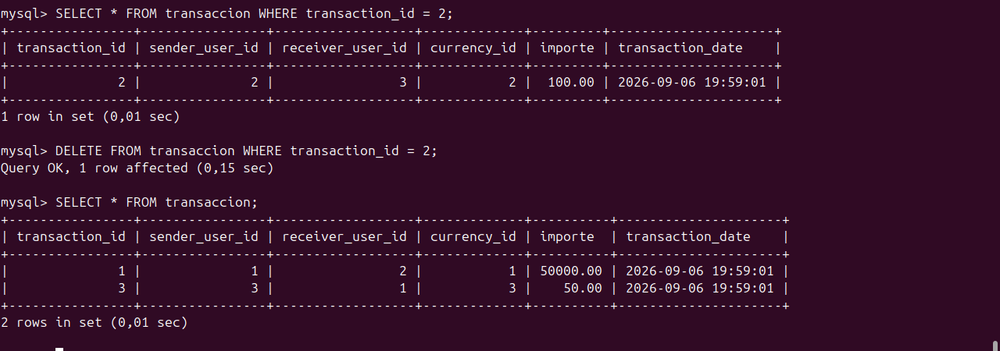 mysql> SELECT * FROM transaccion WHERE transaction_id = 2;
+----------------+----------------+------------------+-------------+---------+---------------------+
| transaction_id | sender_user_id | receiver_user_id | currency_id | importe | transaction_date    |
+----------------+----------------+------------------+-------------+---------+---------------------+
|              2 |              2 |                3 |           2 |  100.00 | 2026-09-06 19:59:01 |
+----------------+----------------+------------------+-------------+---------+---------------------+
1 row in set (0,01 sec)

mysql> DELETE FROM transaccion WHERE transaction_id = 2;
Query OK, 1 row affected (0,15 sec)

mysql> SELECT * FROM transaccion;
+----------------+----------------+------------------+-------------+----------+---------------------+
| transaction_id | sender_user_id | receiver_user_id | currency_id | importe  | transaction_date    |
+----------------+----------------+------------------+-------------+----------+---------------------+
|              1 |              1 |                2 |           1 | 50000.00 | 2026-09-06 19:59:01 |
|              3 |              3 |                1 |           3 |    50.00 | 2026-09-06 19:59:01 |
+----------------+----------------+------------------+-------------+----------+---------------------+
2 rows in set (0,01 sec)